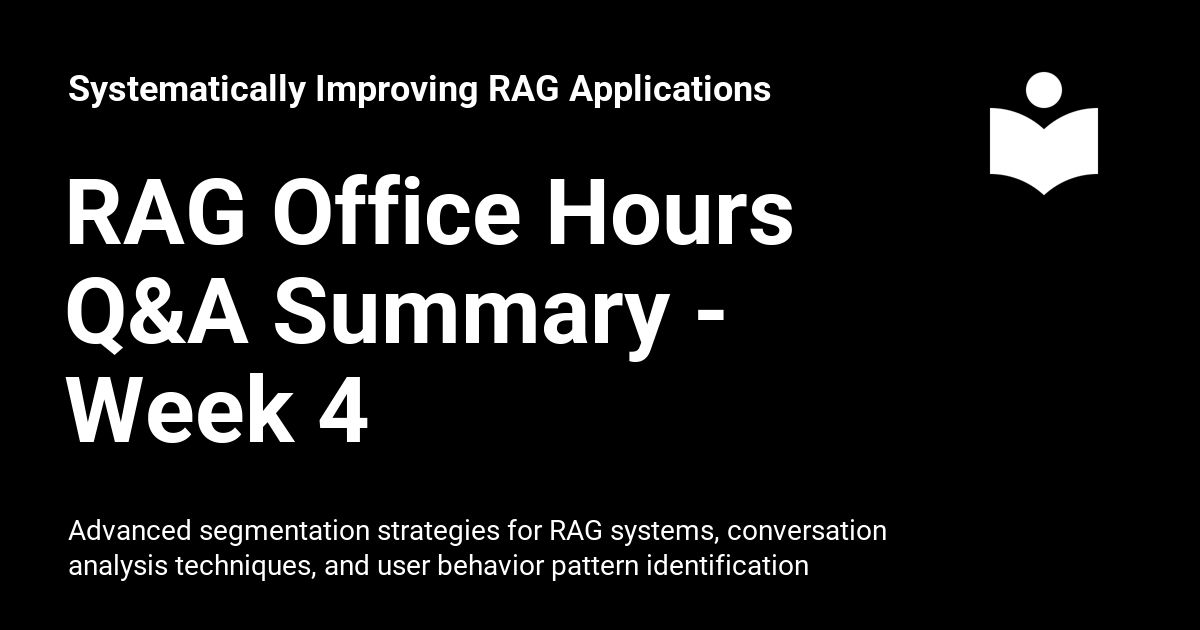 Systematically Improving RAG Applications
RAG Office Hours
Q&A Summary -
Week 4
Advanced segmentation strategies for RAG systems, conversation
analysis techniques, and user behavior pattern identification